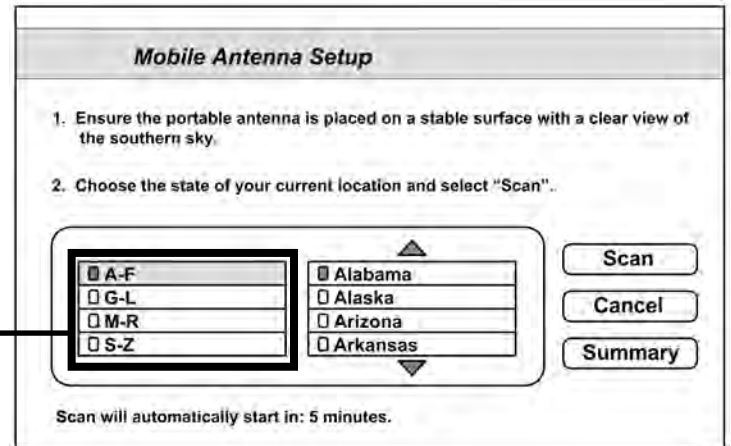 Mobile Antenna Setup
1. Ensure the portable antenna is placed on a stable surface with a clear view of
the southern sky.
2. Choose the state of your current location and select "Scan".
A-F
G-L
M-R
S-Z
Alabama
Alaska
Arizona
Arkansas
Scan
Cancel
Summary
Scan will automatically start in: 5 minutes.